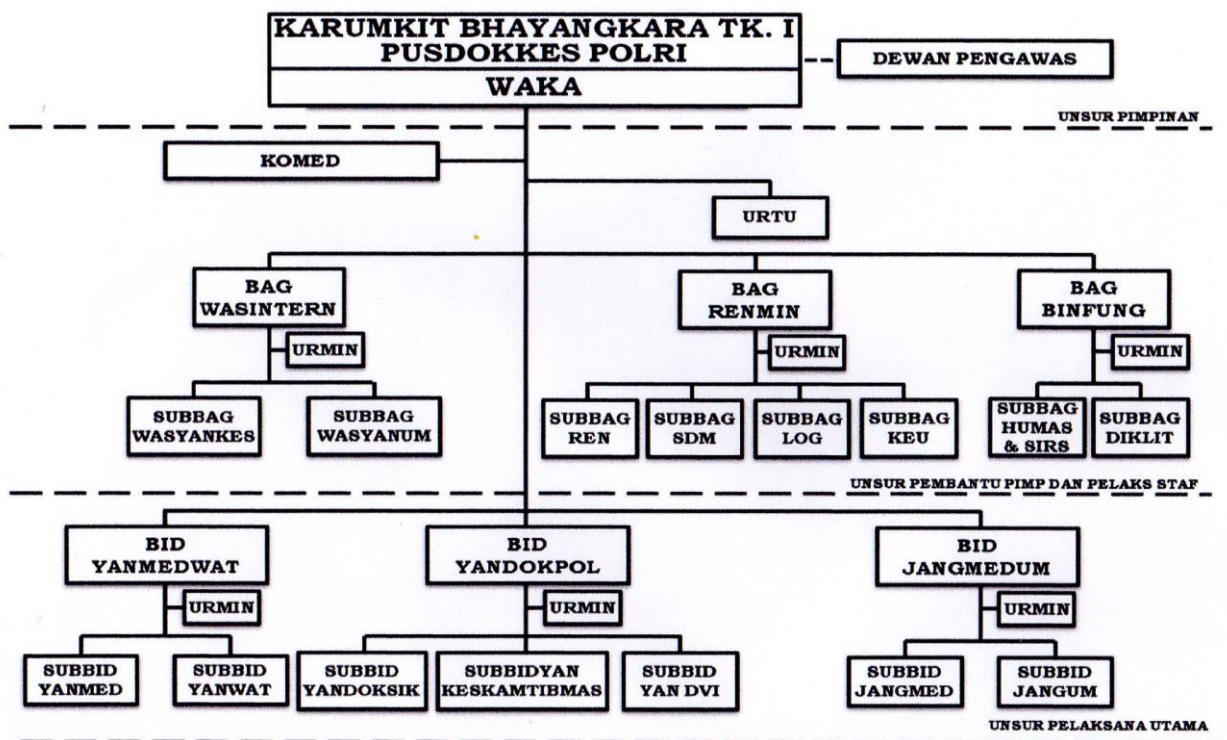 KARUMKIT BHAYANGKARA TK. I
PUSDOKKES POLRI
WAKA
DEWAN PENGAWAS
UNSUR PIMPINAN
KOMED
URTU
BAG
WASINTERN
BAG
RENMIN
BAG
BINFUNG
URMIN
URMIN
URMIN
SUBBAG
WASYANKES
SUBBAG
WASYANUM
SUBBAG
REN
SUBBAG
SDM
SUBBAG
LOG
SUBBAG
KEU
SUBBAG
HUMAS
& SIRS
SUBBAG
DIKLIT
UNSUR PEMBANTU PIMP DAN PELAKS STAF
BID
YANMEDWAT
BID
YANDOKPOL
BID
JANGMEDUM
URMIN
URMIN
URMIN
SUBBID
YANMED
SUBBID
YANWAT
SUBBID
YANDOKSIK
SUBBIDYAN
KESKAMTIBMAS
SUBBID
YAN DVI
SUBBID
JANGMED
SUBBID
JANGUM
UNSUR PELAKSANA UTAMA